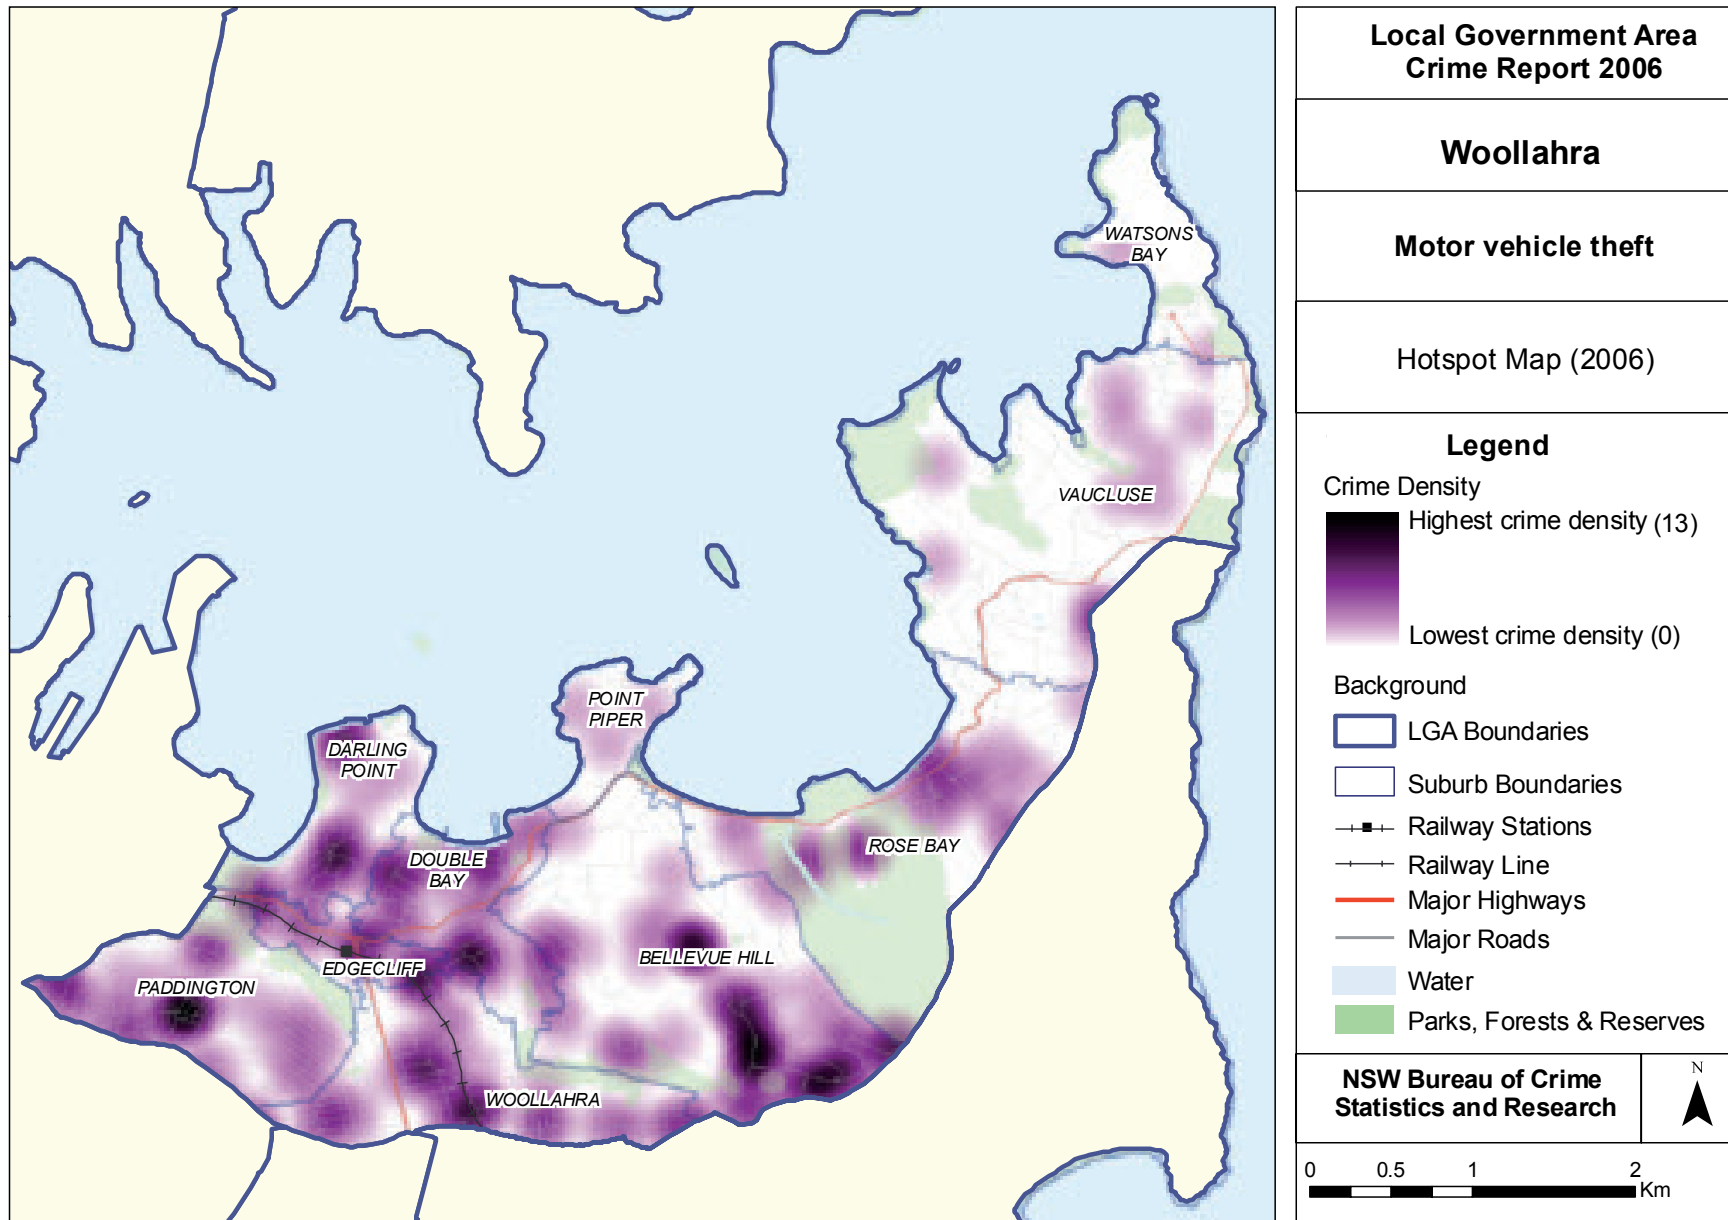 Local Government Area
Crime Report 2006
Woollahra
Motor vehicle theft
Hotspot Map (2006)
Legend
Crime Density
Highest crime density (13)
Lowest crime density (0)
Background
LGA Boundaries
Suburb Boundaries
Railway Stations
Railway Line
Major Highways
Major Roads
Water
Parks, Forests & Reserves
NSW Bureau of Crime
Statistics and Research
N
0 0.5 1 2
Km
WATSONS
BAY
VAUCLUSE
POINT
PIPER
DARLING
POINT
DOUBLE
BAY
ROSE BAY
EDGECLIFF
BELLEVUE HILL
PADDINGTON
WOOLLAHRA